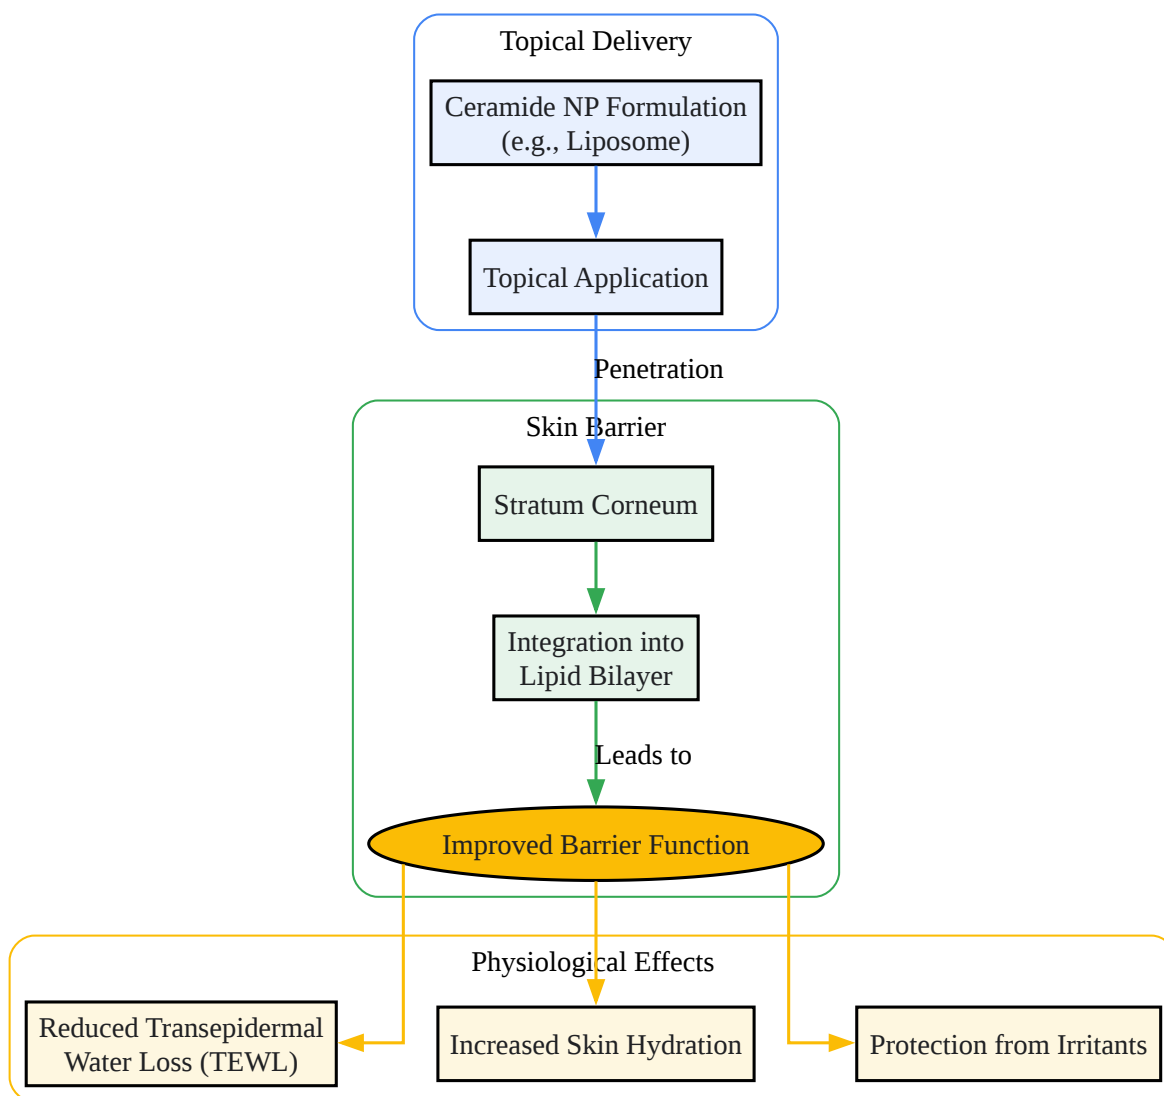 Topical Delivery
Ceramide NP Formulation
(e.g., Liposome)
Topical Application
Penetration
Skin Barrier
Stratum Corneum
Integration into
Lipid Bilayer
Leads to
Improved Barrier Function
Physiological Effects
Reduced Transepidermal
Water Loss (TEWL)
Increased Skin Hydration
Protection from Irritants